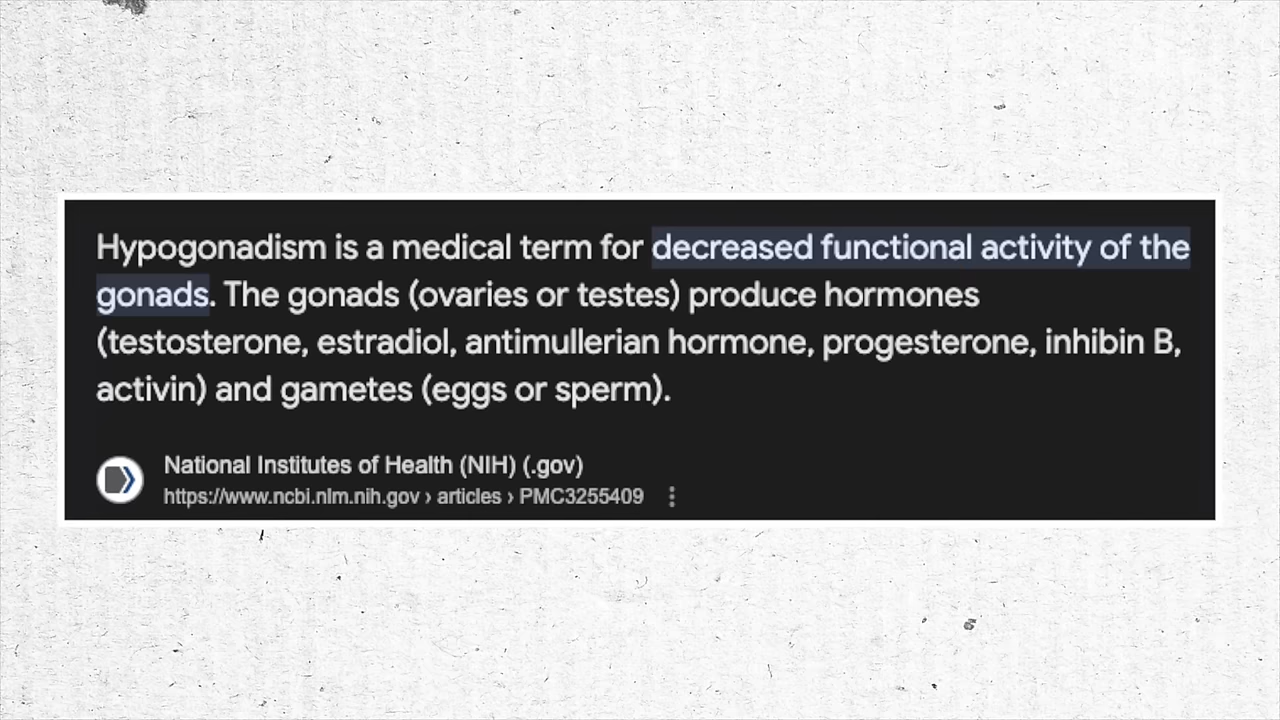 Hypogonadism is a medical term for decreased functional activity of the
gonads. The gonads (ovaries or testes) produce hormones
(testosterone, estradiol, antimullerian hormone, progesterone, inhibin B,
activin) and gametes (eggs or sperm).
National Institutes of Health (NIH) (.gov)
https://www.ncbi.nlm.nih.gov › articles › PMC3255409